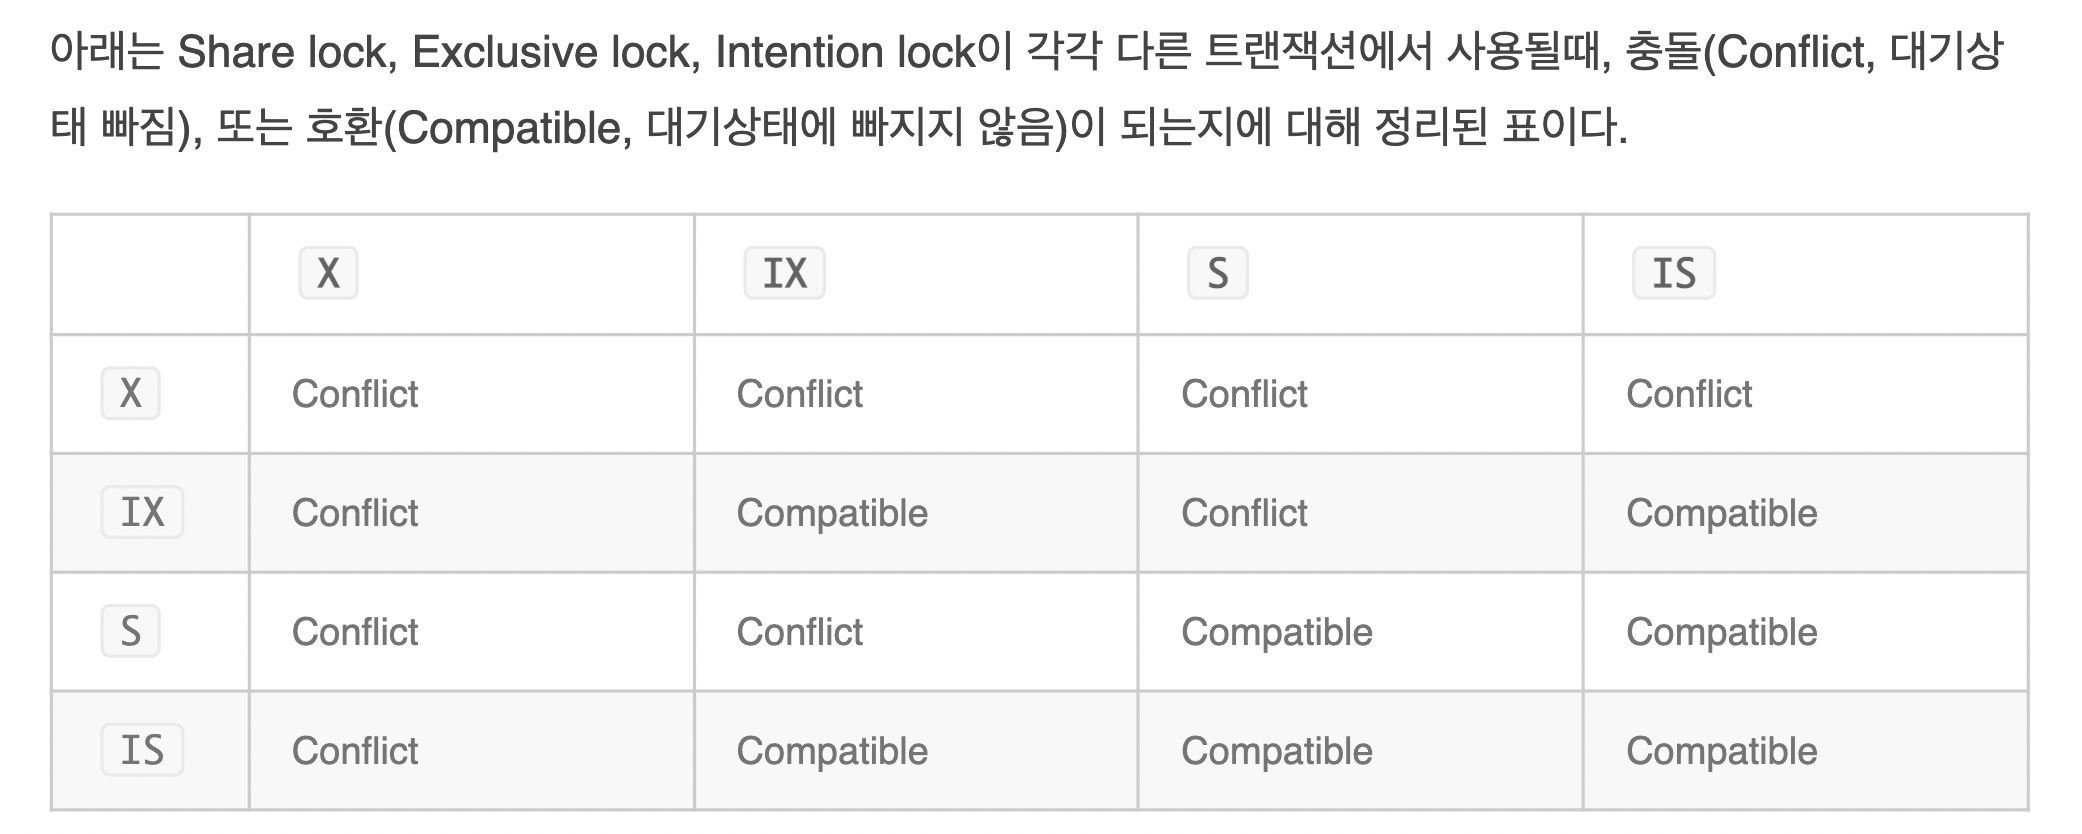 아래는 Share lock, Exclusive lock, Intention lock이 각각 다른 트랜잭션에서 사용될때, 충돌(Conflict, 대기상
태 빠짐), 또는 호환(Compatible, 대기상태에 빠지지 않음)이 되는지에 대해 정리된 표이다.
X IX S IS
X Conflict Conflict Conflict Conflict
IX Conflict Compatible Conflict Compatible
S Conflict Conflict Compatible Compatible
IS Conflict Compatible Compatible Compatible